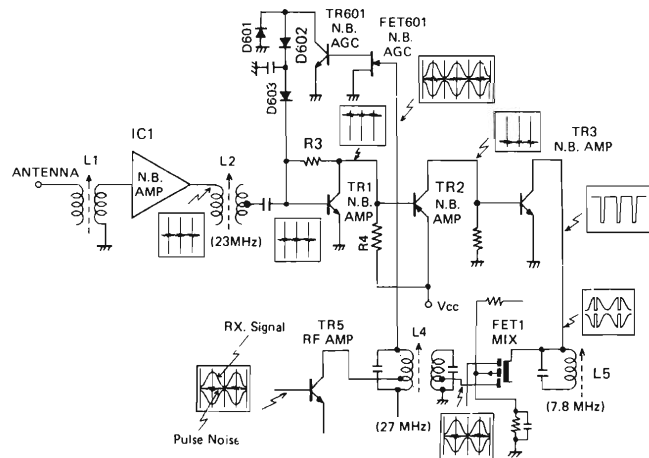 TR601
N.B.
AGC
FET601
N.B.
AGC
D601
D602
D603
IC1
ANTENNA
L1
N.B.
AMP
L2
(23MHz)
R3
TR1
N.B.
AMP
R4
TR2
N.B.
AMP
TR3
N.B. AMP
Vcc
RX. Signal
Pulse Noise
TR5
RF AMP
L4
(27 MHz)
FET1
MIX
L5
(7.8 MHz)